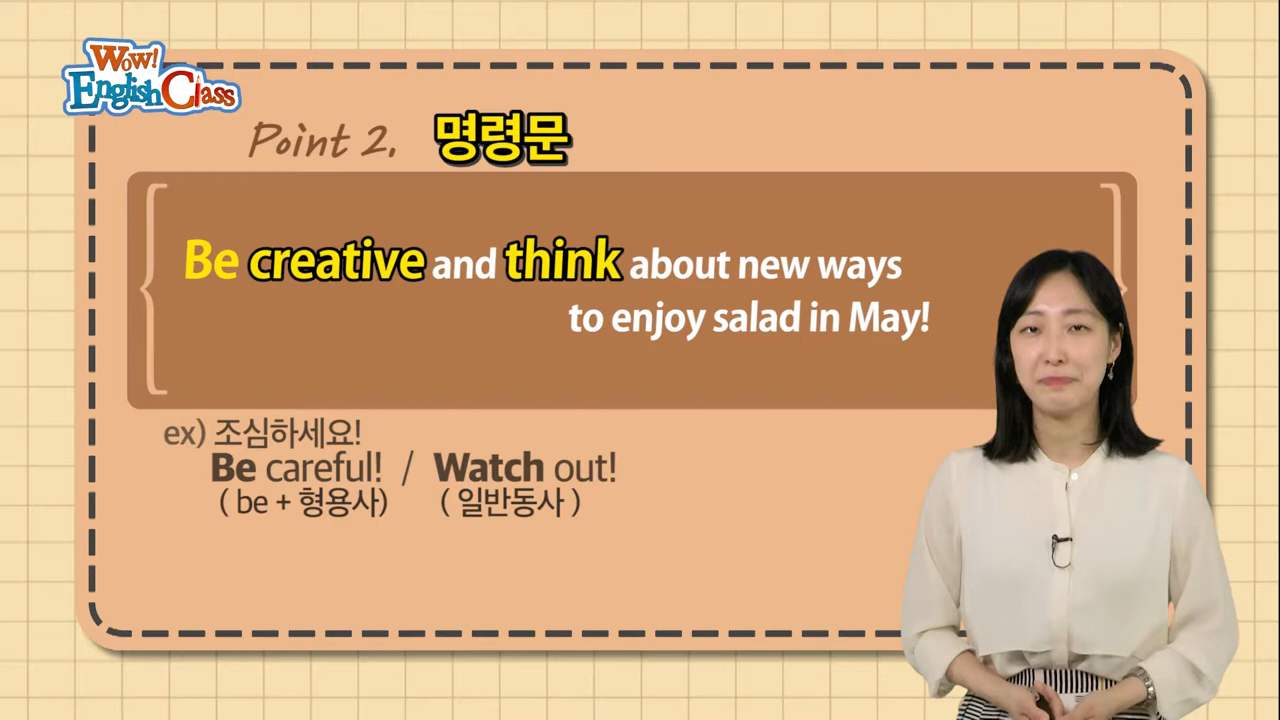 Wow!
English Class
Point 2. 명령문
Be creative and think about new ways
to enjoy salad in May!
ex) 조심하세요!
Be careful! / Watch out!
( be + 형용사) ( 일반동사 )